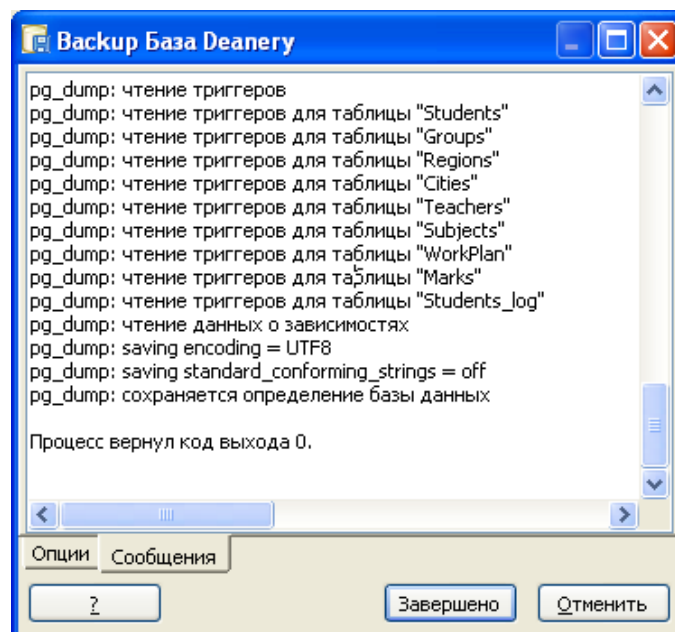 Backup База Deanery
pg_dump: чтение триггеров
pg_dump: чтение триггеров для таблицы "Students"
pg_dump: чтение триггеров для таблицы "Groups"
pg_dump: чтение триггеров для таблицы "Regions"
pg_dump: чтение триггеров для таблицы "Cities"
pg_dump: чтение триггеров для таблицы "Teachers"
pg_dump: чтение триггеров для таблицы "Subjects"
pg_dump: чтение триггеров для таблицы "WorkPlan"
pg_dump: чтение триггеров для таблицы "Marks"
pg_dump: чтение триггеров для таблицы "Students_log"
pg_dump: чтение данных о зависимостях
pg_dump: saving encoding = UTF8
pg_dump: saving standard_conforming_strings = off
pg_dump: сохраняется определение базы данных
Процесс вернул код выхода 0.
Опции Сообщения
? Завершено Отменить